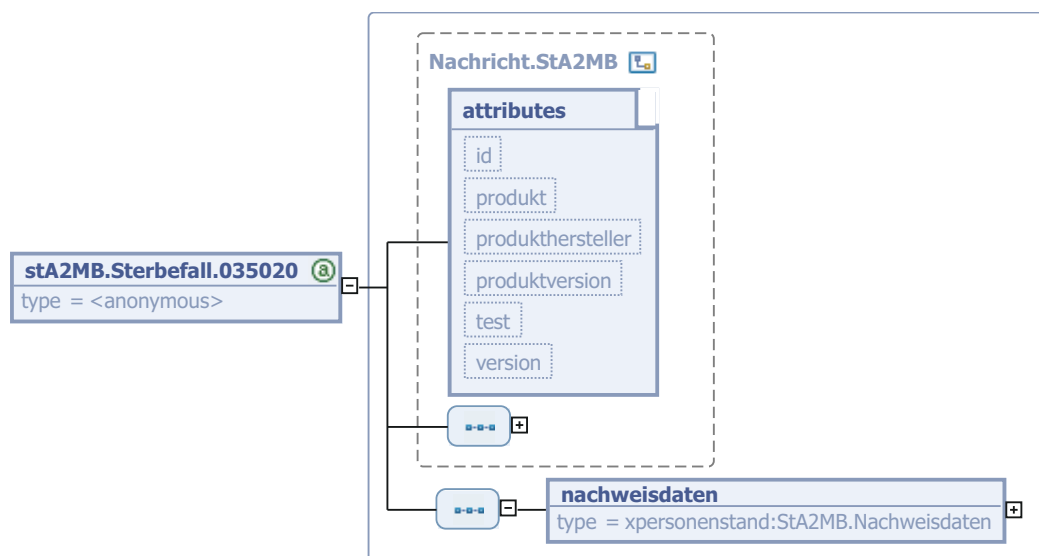 Nachricht.StA2MB
attributes
id
produkt
produkthersteller
produktversion
test
version
stA2MB.Sterbefall.035020 a
type = <anonymous>
nachweisdaten
type = xpersonenstand:StA2MB.Nachweisdaten